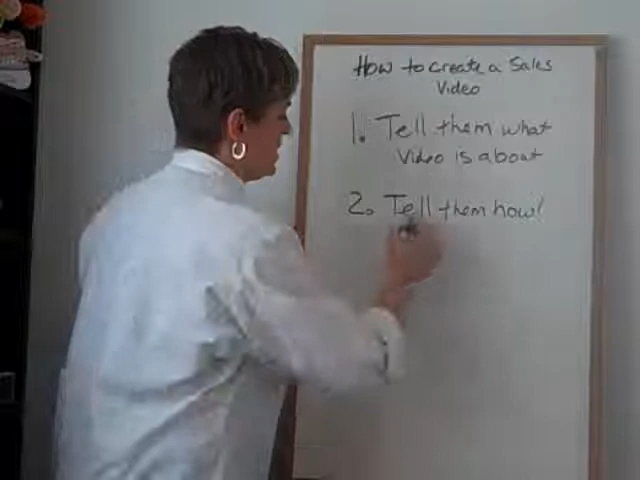 How to create a Sales
Video
1. Tell them what
Video is about
2. Tell them how!